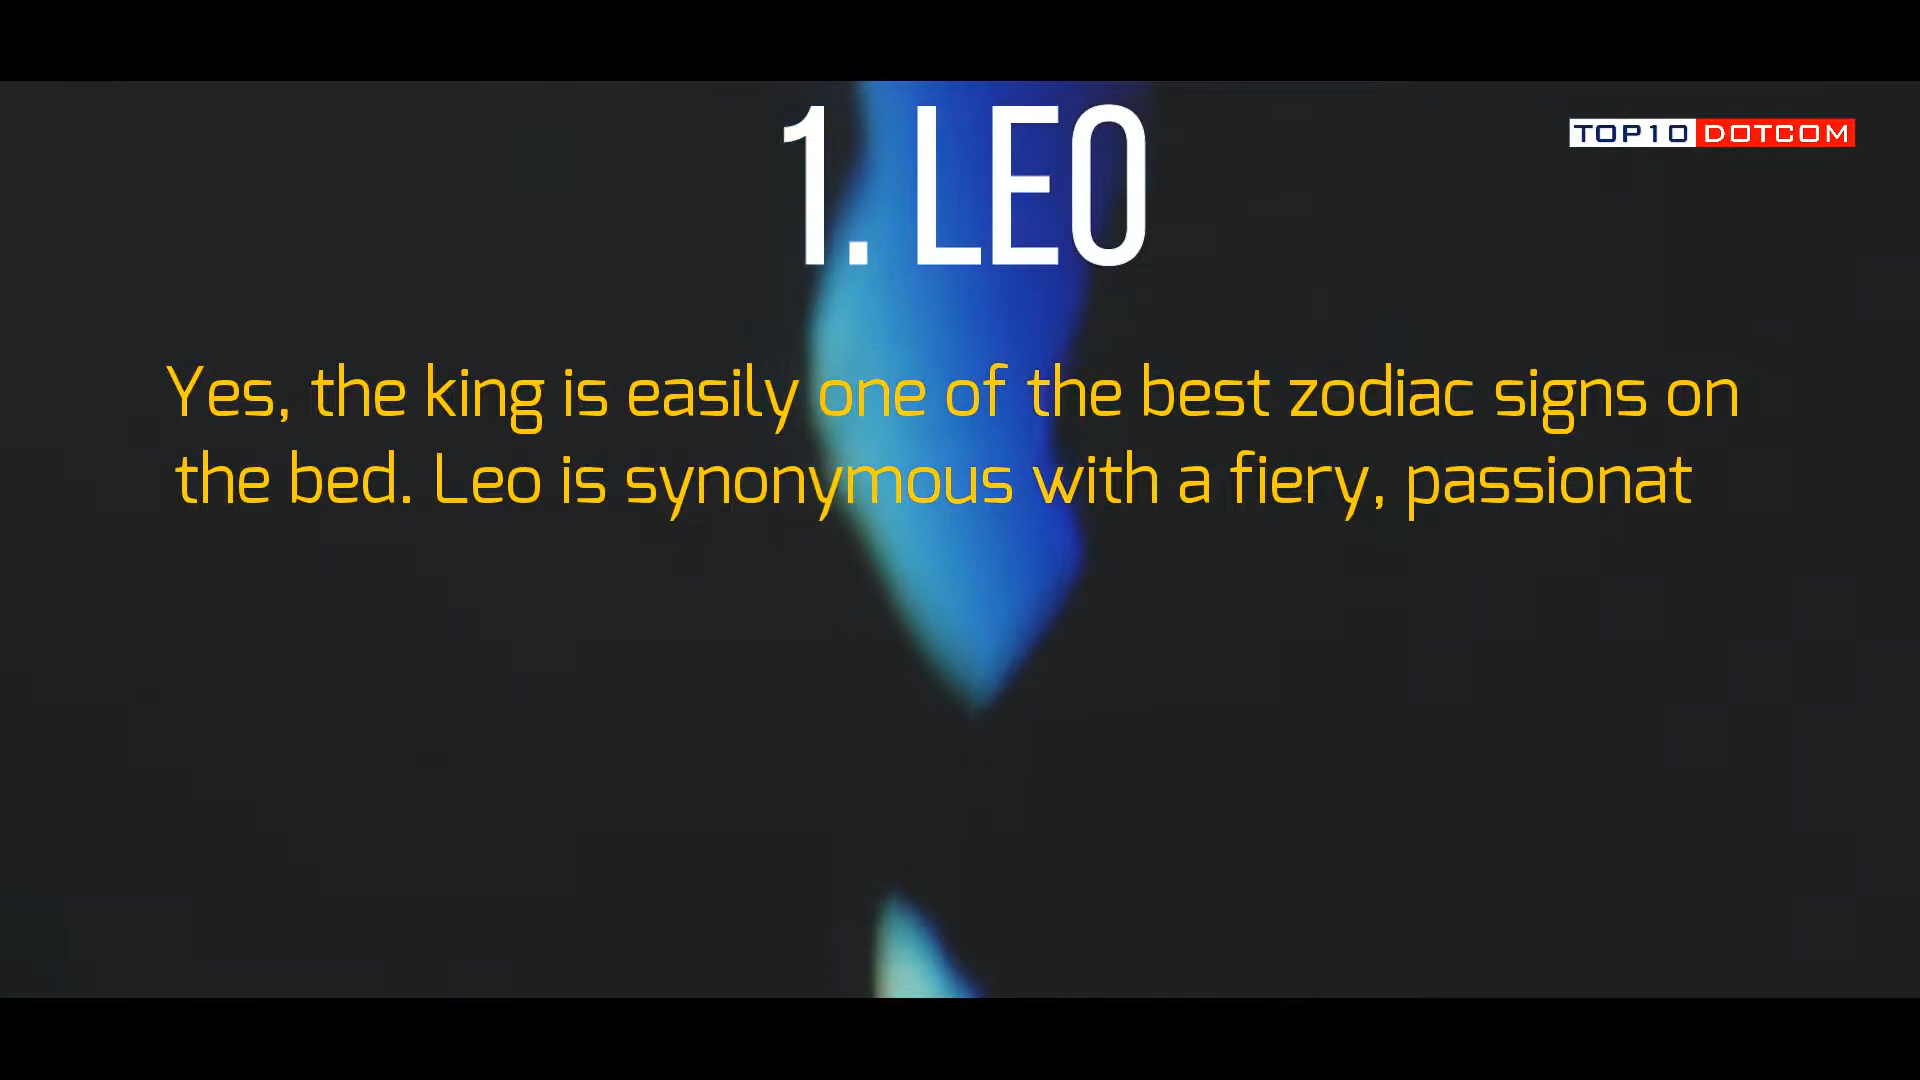 1. LEO
TOP10 DOTCOM
Yes, the king is easily one of the best zodiac signs on
the bed. Leo is synonymous with a fiery, passionat